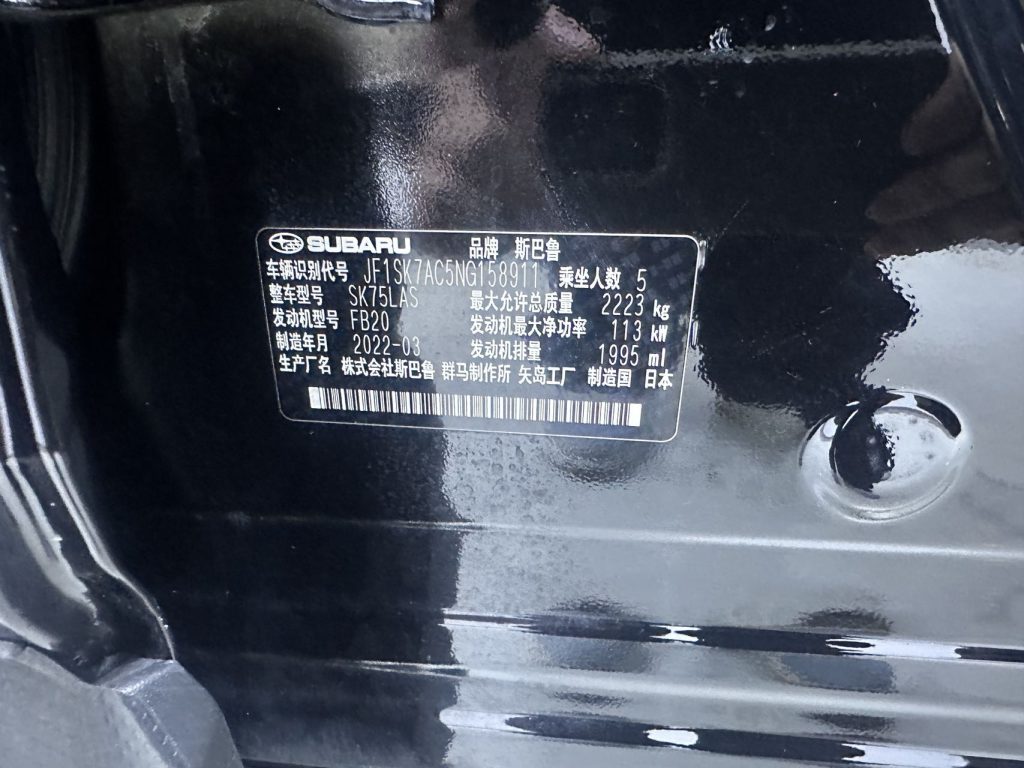 SUBARU 品牌 斯巴鲁
车辆识别代号 JF1SK7AC5NG158911 乘坐人数 5
整车型号 SK75LAS 最大允许总质量 2223 kg
发动机型号 FB20 发动机最大净功率 113 kW
制造年月 2022-03 发动机排量 1995 ml
生产厂名 株式会社斯巴鲁 群马制作所 矢岛工厂 制造国 日本